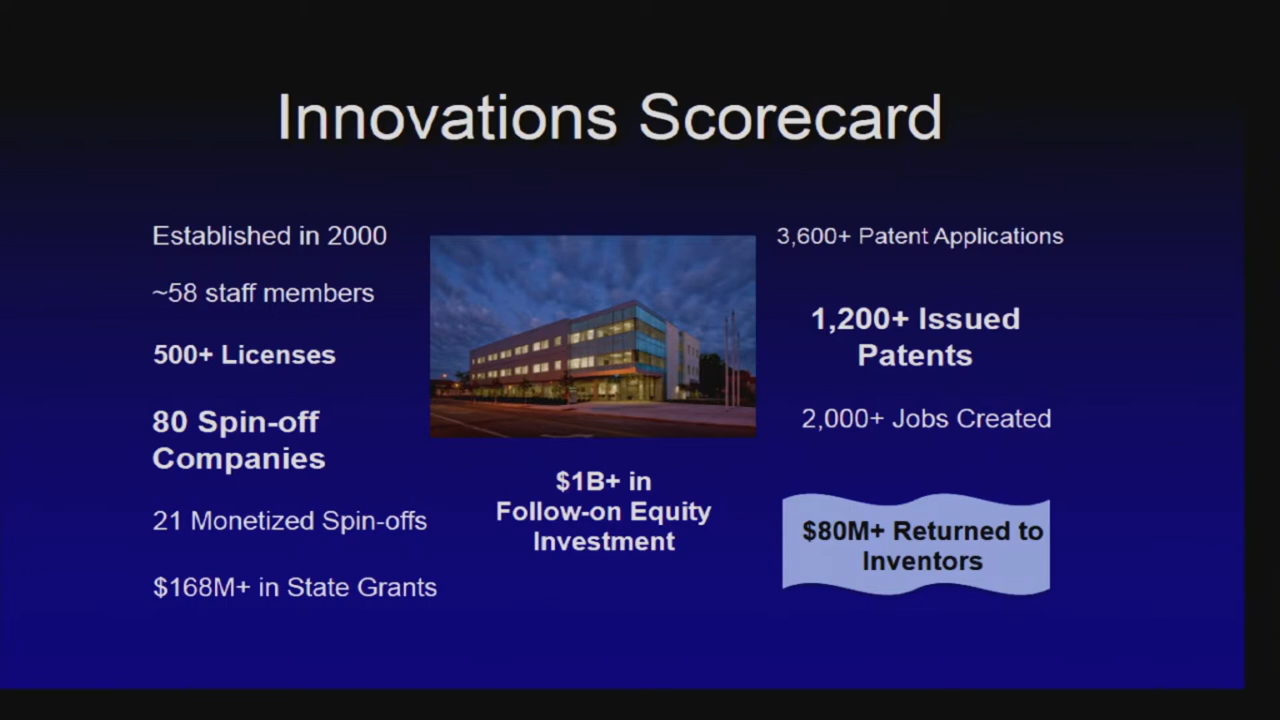 Innovations Scorecard
Established in 2000
~58 staff members
500+ Licenses
80 Spin-off
Companies
21 Monetized Spin-offs
$168M+ in State Grants
$1B+ in
Follow-on Equity
Investment
3,600+ Patent Applications
1,200+ Issued
Patents
2,000+ Jobs Created
$80M+ Returned to
Inventors